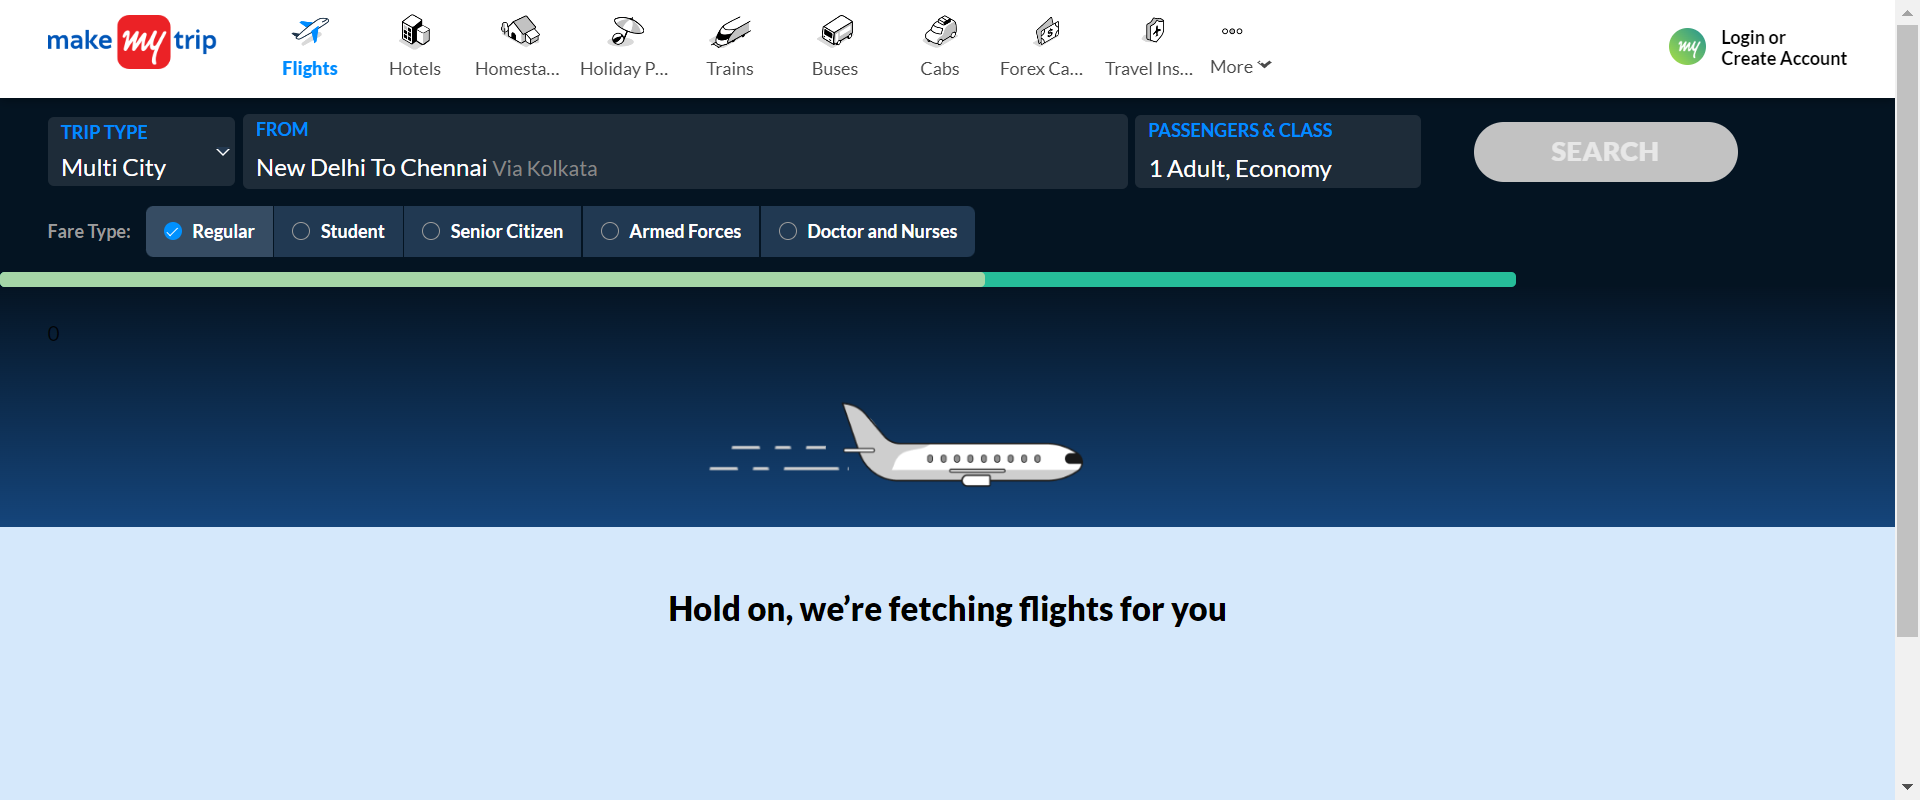 make my trip
Flights
Hotels
Homesta...
Holiday P...
Trains
Buses
Cabs
Forex Ca...
Travel Ins...
More
my
Login or
Create Account
TRIP TYPE
Multi City
FROM
New Delhi To Chennai Via Kolkata
PASSENGERS & CLASS
1 Adult, Economy
SEARCH
Fare Type:
Regular
Student
Senior Citizen
Armed Forces
Doctor and Nurses
0
Hold on, we’re fetching flights for you